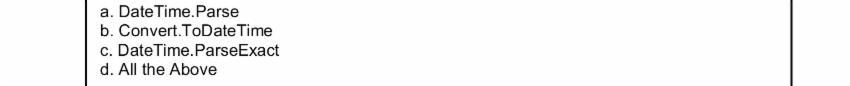 a. DateTime.Parse
b. Convert.ToDateTime
c. DateTime.ParseExact
d. All the Above